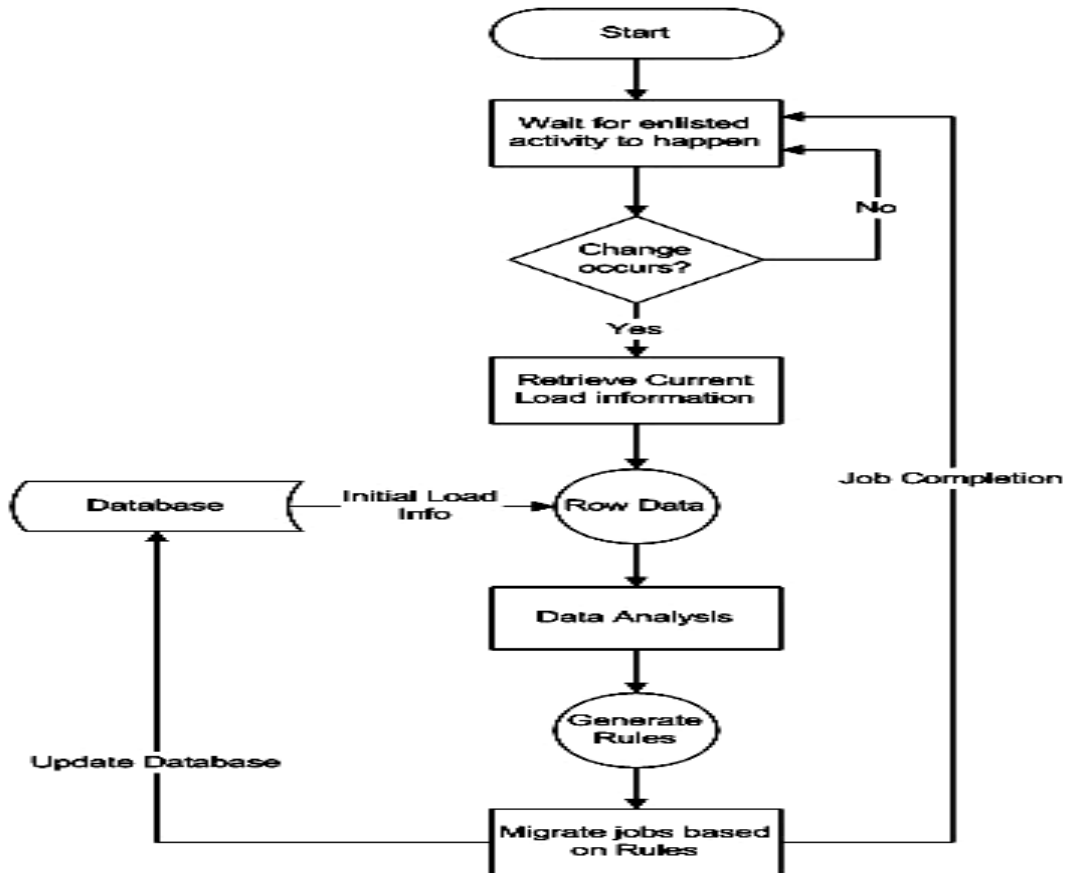 Start
Wait for enlisted
activity to happen
No
Change
occurs?
Yes
Retrieve Current
Load information
Job Completion
Database
Initial Load
Info
Row Data
Data Analysis
Generate
Rules
Update Database
Migrate jobs based
on Rules